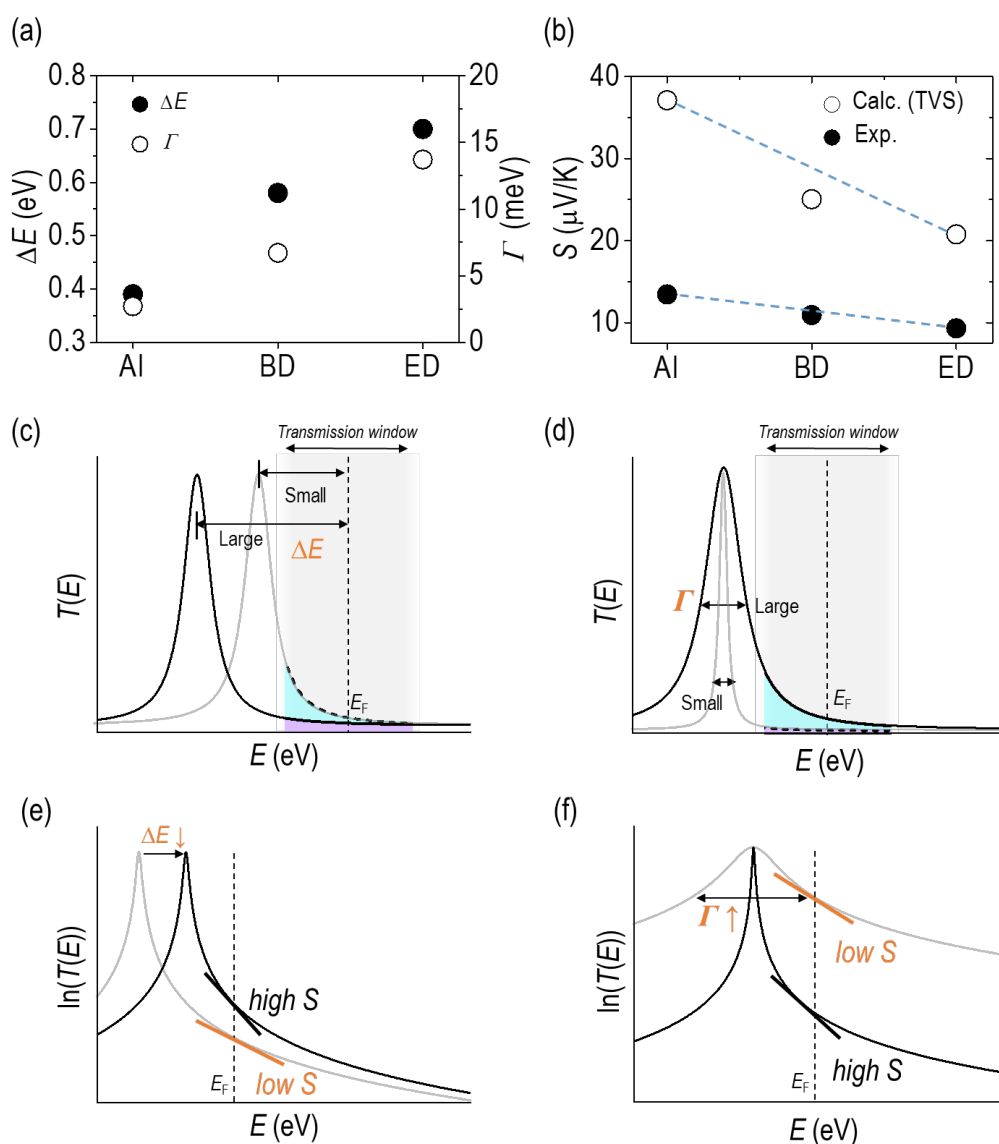 (a)
0.8
0.7
0.6
0.5
0.4
0.3
ΔE (eV)
ΔE
Γ
20
15
10
5
0
Γ (meV)
AI
BD
ED
(b)
40
30
20
10
S (μV/K)
Calc. (TVS)
Exp.
AI
BD
ED
(c)
Transmission window
Small
Large
ΔE
T(E)
EF
E (eV)
(d)
Transmission window
Γ
Large
Small
T(E)
EF
E (eV)
(e)
ΔE ↓
ln(T(E))
high S
low S
EF
E (eV)
(f)
Γ ↑
ln(T(E))
low S
high S
EF
E (eV)